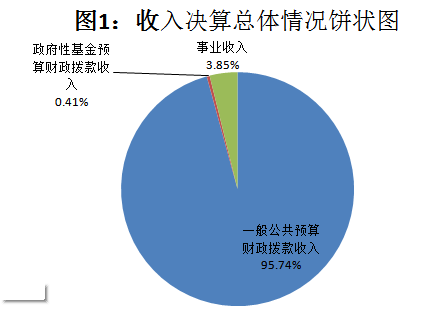 图1：收入决算总体情况饼状图
政府性基金预
算财政拨款收
入
0.41%
事业收入
3.85%
一般公共预算
财政拨款收入
95.74%